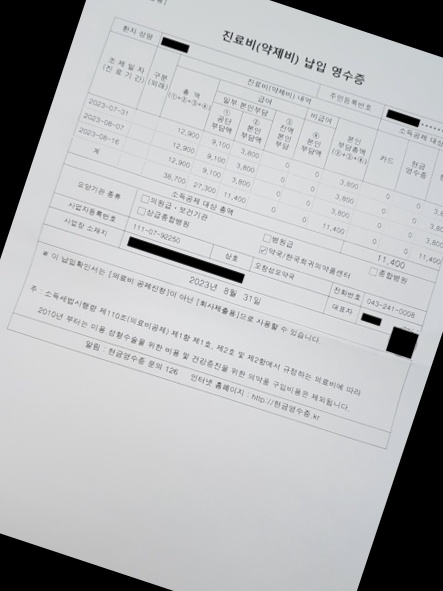 진료비(약제비) 납입 영수증
환자 성명 주민등록번호
조제일자 (진료기간) 구분 (외래) 진료비(약제비) 내역 소득공제 대상
총 액 (①+②+③+④) 급여 비급여 본인 부담총액 (②+③+④) 카드 현금 영수증
일부 본인부담 ③ 전액 본인 부담 ④ 본인 부담액
① 공단 부담액 ② 본인 부담액
2023-07-31 12,900 9,100 3,800 0 0 3,800 0 0
2023-08-07 12,900 9,100 3,800 0 0 3,800 0 0
2023-08-16 12,900 9,100 3,800 0 0 3,800 0 0
계 38,700 27,300 11,400 0 0 11,400 0 0
소득공제 대상 총액 11,400
요양기관 종류 □의원급・보건기관 □병원급 □종합병원
□상급종합병원 ☑약국/한국희귀의약품센터
사업자등록번호 111-07-92250 상호 오창성모약국 전화번호 043-241-0008
사업장 소재지 대표자
2023년 8월 31일
※ 이 납입확인서는 [의료비 공제신청]이 아닌 [회사제출용]으로 사용할 수 있습니다.
주 : 소득세법시행령 제110조(의료비공제) 제1항 제1호, 제2호 및 제2항에서 규정하는 의료비에 따라
2010년 부터는 미용 성형수술을 위한 비용 및 건강증진을 위한 의약품 구입비용은 제외됩니다.
알림 : 현금영수증 문의 126 인터넷 홈페이지 : http://현금영수증.kr